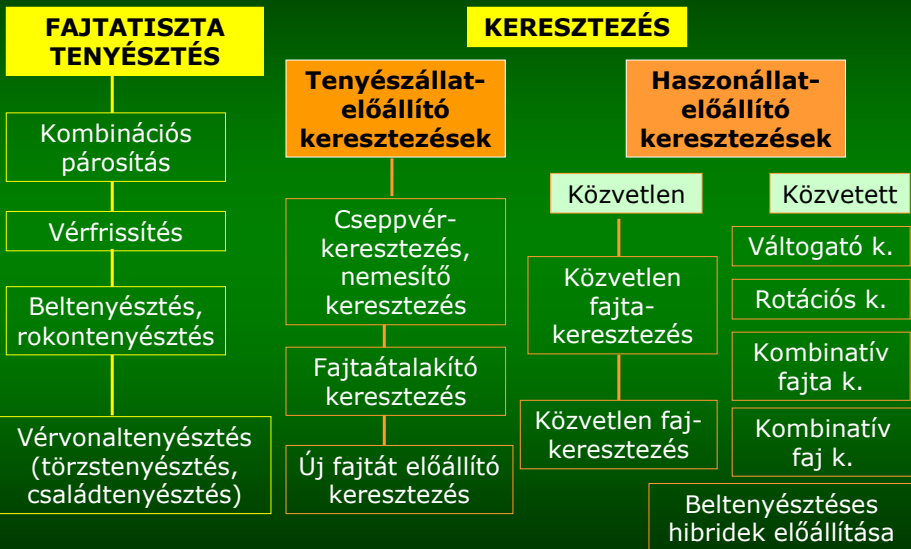 FAJTATISZTA
TENYÉSZTÉS
Kombinációs
párosítás
Vérfrissítés
Beltenyésztés,
rokontenyésztés
Vérvonaltenyésztés
(törzstenyésztés,
családtenyésztés)
KERESZTEZÉS
Tenyészállat-
előállító
keresztezések
Cseppvér-
keresztezés,
nemesítő
keresztezés
Fajtaátalakító
keresztezés
Új fajtát előállító
keresztezés
Haszonállat-
előállító
keresztezések
Közvetlen
Közvetlen
fajta-
keresztezés
Közvetlen faj-
keresztezés
Közvetett
Váltogató k.
Rotációs k.
Kombinatív
fajta k.
Kombinatív
faj k.
Beltenyésztéses
hibridek előállítása